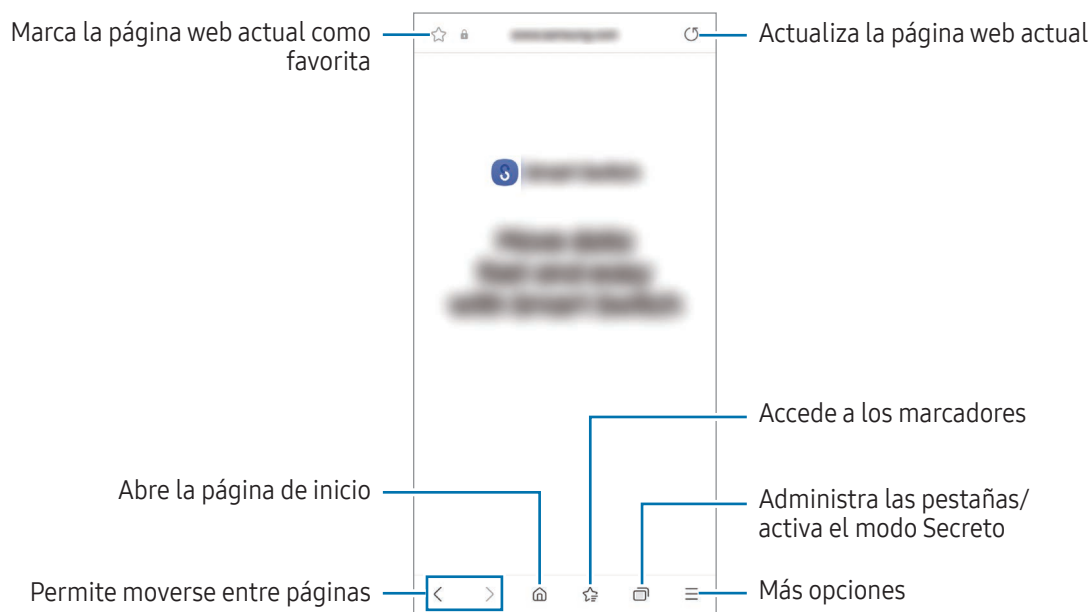 Marca la página web actual como
favorita
Actualiza la página web actual
Accede a los marcadores
Abre la página de inicio
Administra las pestañas/
activa el modo Secreto
Permite moverse entre páginas
Más opciones